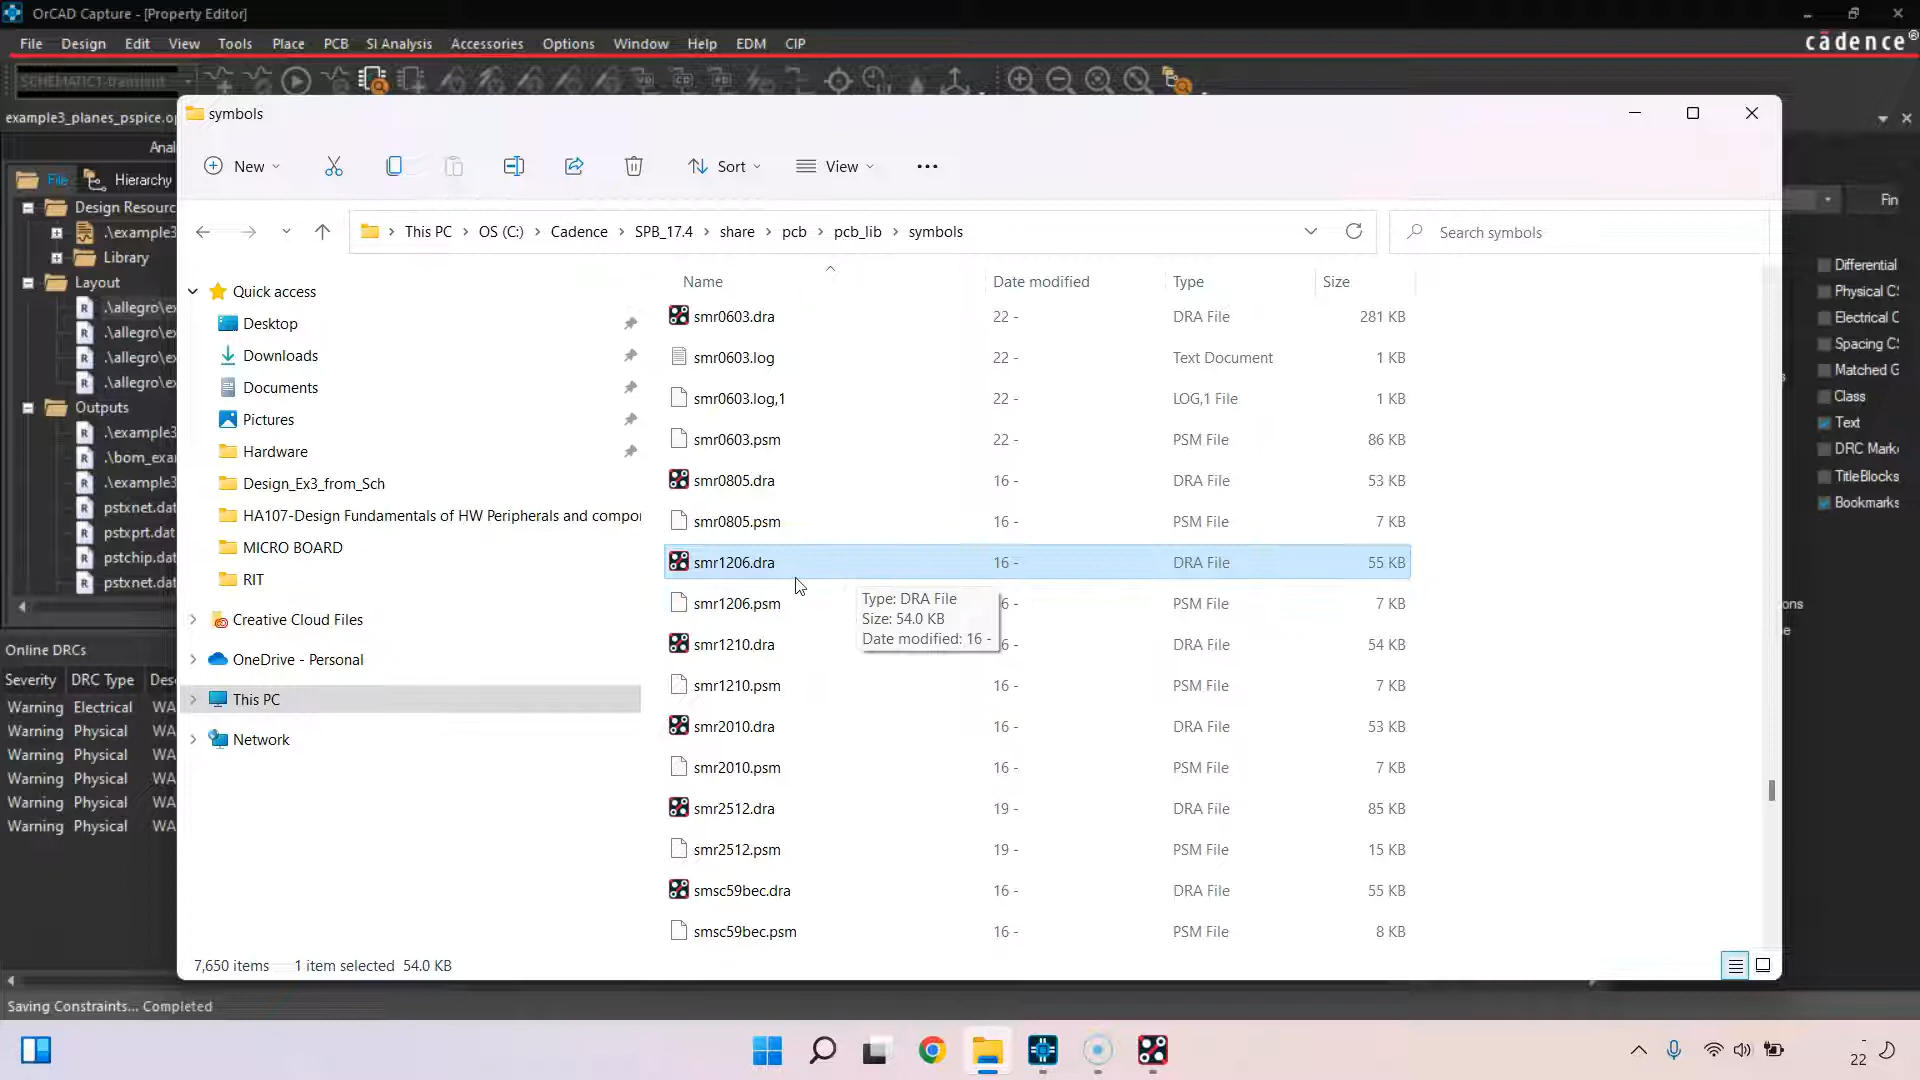 OrCAD Capture - [Property Editor]
File Design Edit View Tools Place PCB SI Analysis Accessories Options Window Help EDM CIP
cādence®
SCHEMATIC1-transient
example3_planes_pspice.o
symbols
Anal
New
Sort
View
File Hierarchy
Fin
Design Resourc
.\example3
Library
Layout
.\allegro\ex
.\allegro\ex
.\allegro\ex
.\allegro\ex
Outputs
.\example3
.\bom_exa
.\example3
pstxnet.dat
pstxprt.dat
pstchip.dat
pstxnet.dat
This PC > OS (C:) > Cadence > SPB_17.4 > share > pcb > pcb_lib > symbols
Search symbols
Quick access
Desktop
Downloads
Documents
Pictures
Hardware
Design_Ex3_from_Sch
HA107-Design Fundamentals of HW Peripherals and compo
MICRO BOARD
RIT
Creative Cloud Files
OneDrive - Personal
This PC
Network
Name Date modified Type Size
smr0603.dra 22 - DRA File 281 KB
smr0603.log 22 - Text Document 1 KB
smr0603.log,1 22 - LOG,1 File 1 KB
smr0603.psm 22 - PSM File 86 KB
smr0805.dra 16 - DRA File 53 KB
smr0805.psm 16 - PSM File 7 KB
smr1206.dra 16 - DRA File 55 KB
smr1206.psm 6 - PSM File 7 KB
smr1210.dra 6 - DRA File 54 KB
smr1210.psm 16 - PSM File 7 KB
smr2010.dra 16 - DRA File 53 KB
smr2010.psm 16 - PSM File 7 KB
smr2512.dra 19 - DRA File 85 KB
smr2512.psm 19 - PSM File 15 KB
smsc59bec.dra 16 - DRA File 55 KB
smsc59bec.psm 16 - PSM File 8 KB
Type: DRA File
Size: 54.0 KB
Date modified: 16 -
Differential
Physical CS
Electrical C
Spacing CS
Matched G
Class
Text
DRC Mark
TitleBlocks
Bookmarks
ons
e
Online DRCs
Severity DRC Type Des
Warning Electrical WA
Warning Physical WA
Warning Physical WA
Warning Physical WA
Warning Physical WA
Warning Physical WA
7,650 items 1 item selected 54.0 KB
Saving Constraints... Completed
22